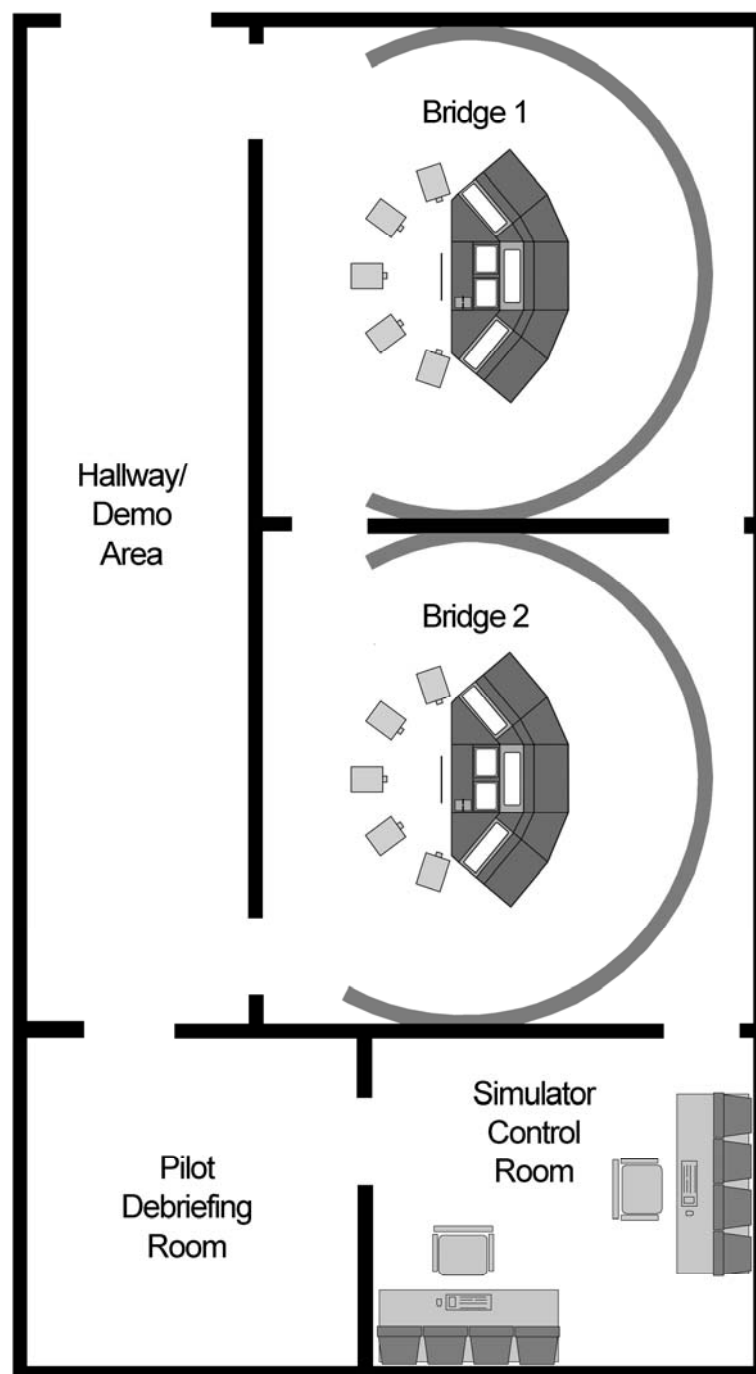 Bridge 1
Hallway/
Demo
Area
Bridge 2
Simulator
Control
Room
Pilot
Debriefing
Room